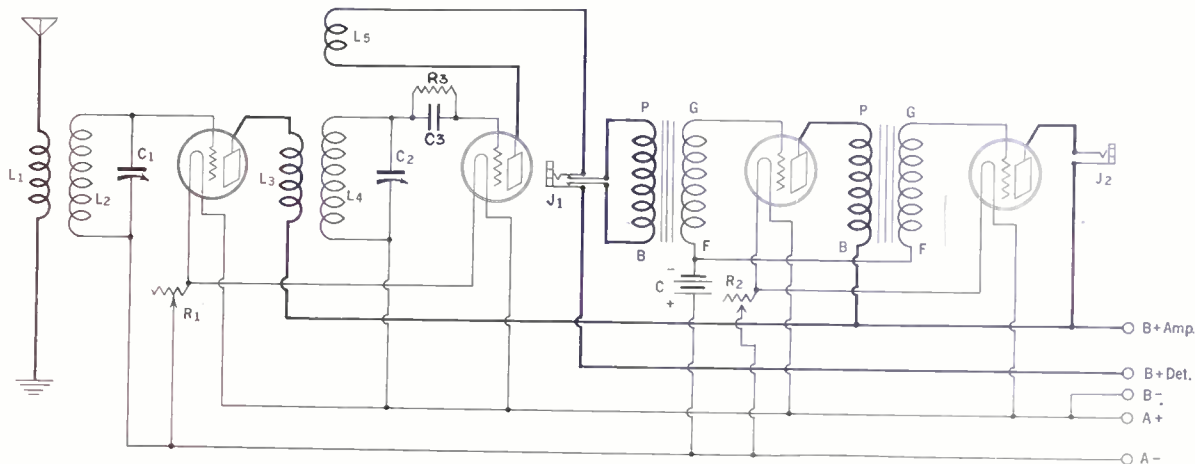 L5
R3
C3
P
G
P
G
C1
C2
L1
L2
L3
L4
J1
J2
B
F
B
F
-
C
+
R1
R2
B+Amp.
B+Det.
B-
A+
A-